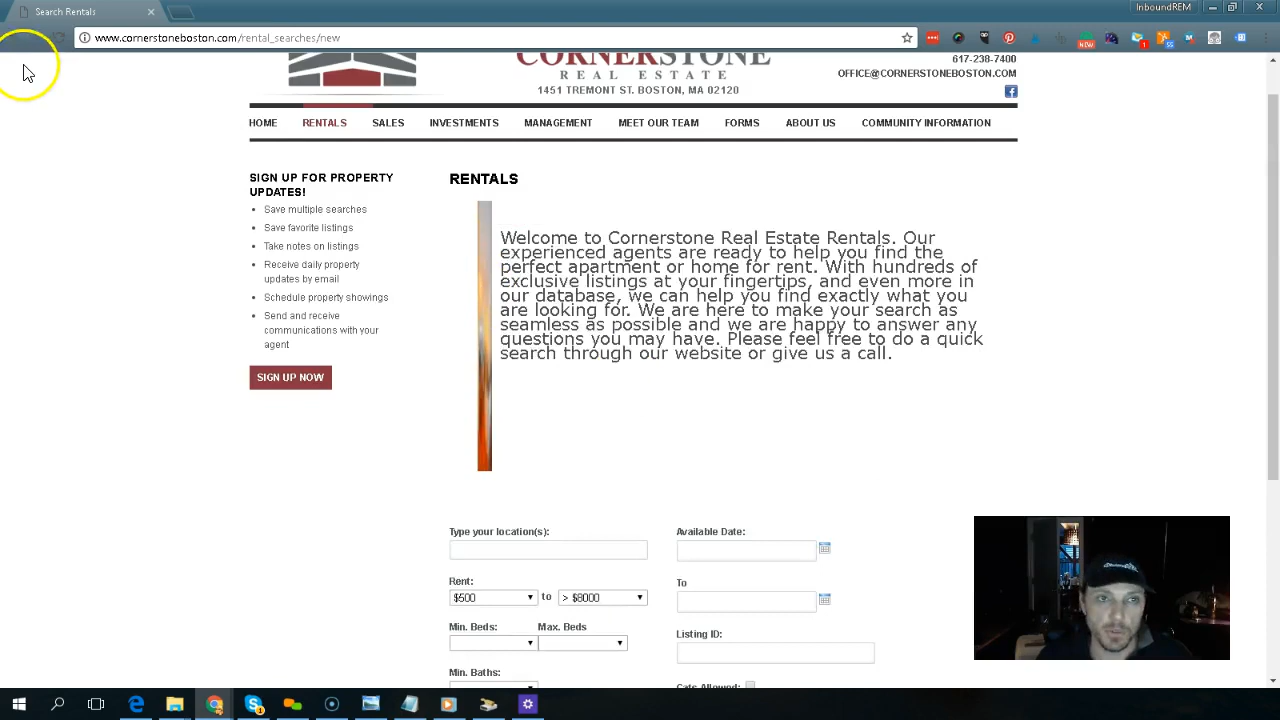 Search Rentals
InboundREM
www.cornerstoneboston.com/rental_searches/new
CORNERSTONE
REAL ESTATE
1451 TREMONT ST. BOSTON, MA 02120
617-238-7400
OFFICE@CORNERSTONEBOSTON.COM
HOME RENTALS SALES INVESTMENTS MANAGEMENT MEET OUR TEAM FORMS ABOUT US COMMUNITY INFORMATION
SIGN UP FOR PROPERTY
UPDATES!
Save multiple searches
Save favorite listings
Take notes on listings
Receive daily property
updates by email
Schedule property showings
Send and receive
communications with your
agent
SIGN UP NOW
RENTALS
Welcome to Cornerstone Real Estate Rentals. Our
experienced agents are ready to help you find the
perfect apartment or home for rent. With hundreds of
exclusive listings at your fingertips, and even more in
our database, we can help you find exactly what you
are looking for. We are here to make your search as
seamless as possible and we are happy to answer any
questions you may have. Please feel free to do a quick
search through our website or give us a call.
Type your location(s):
Available Date:
Rent:
$500 to > $8000
To
Min. Beds: Max. Beds
Listing ID:
Min. Baths:
Cats Allowed: